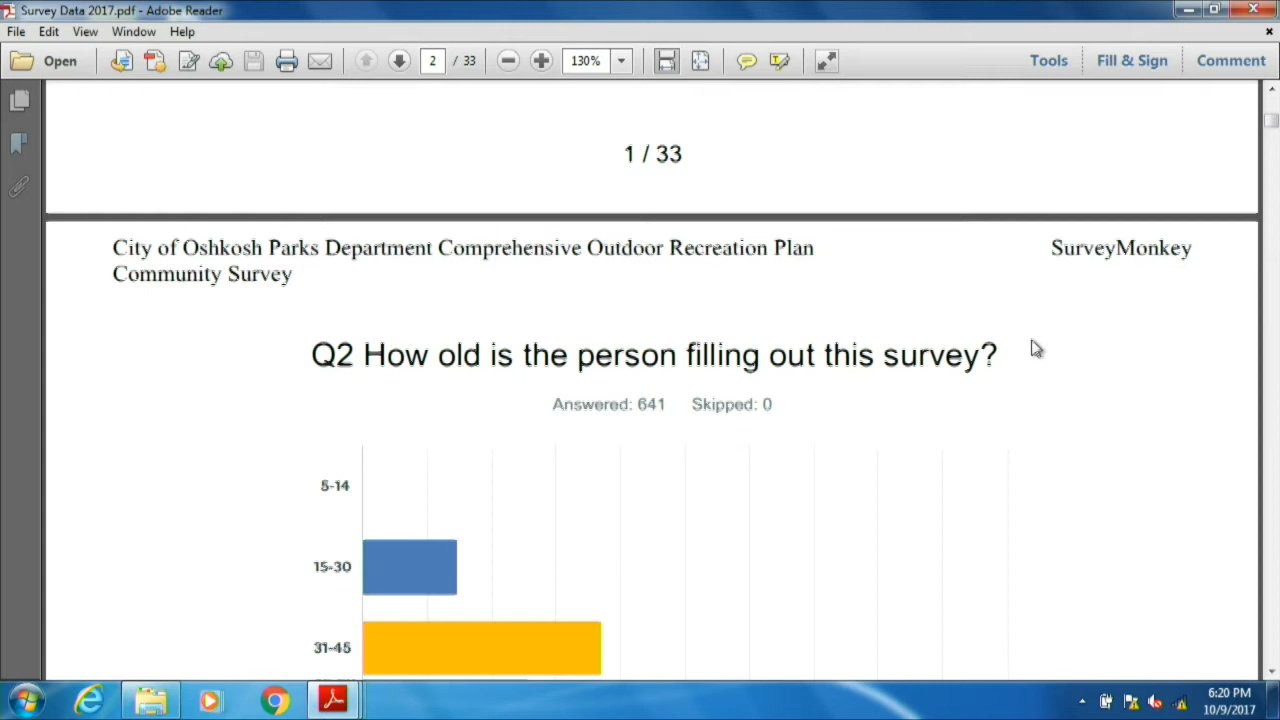 Survey Data 2017.pdf - Adobe Reader
File Edit View Window Help
Open 2 / 33 130% Tools Fill & Sign Comment
1 / 33
City of Oshkosh Parks Department Comprehensive Outdoor Recreation Plan SurveyMonkey
Community Survey
Q2 How old is the person filling out this survey?
Answered: 641 Skipped: 0
5-14
15-30
31-45
6:20 PM
10/9/2017